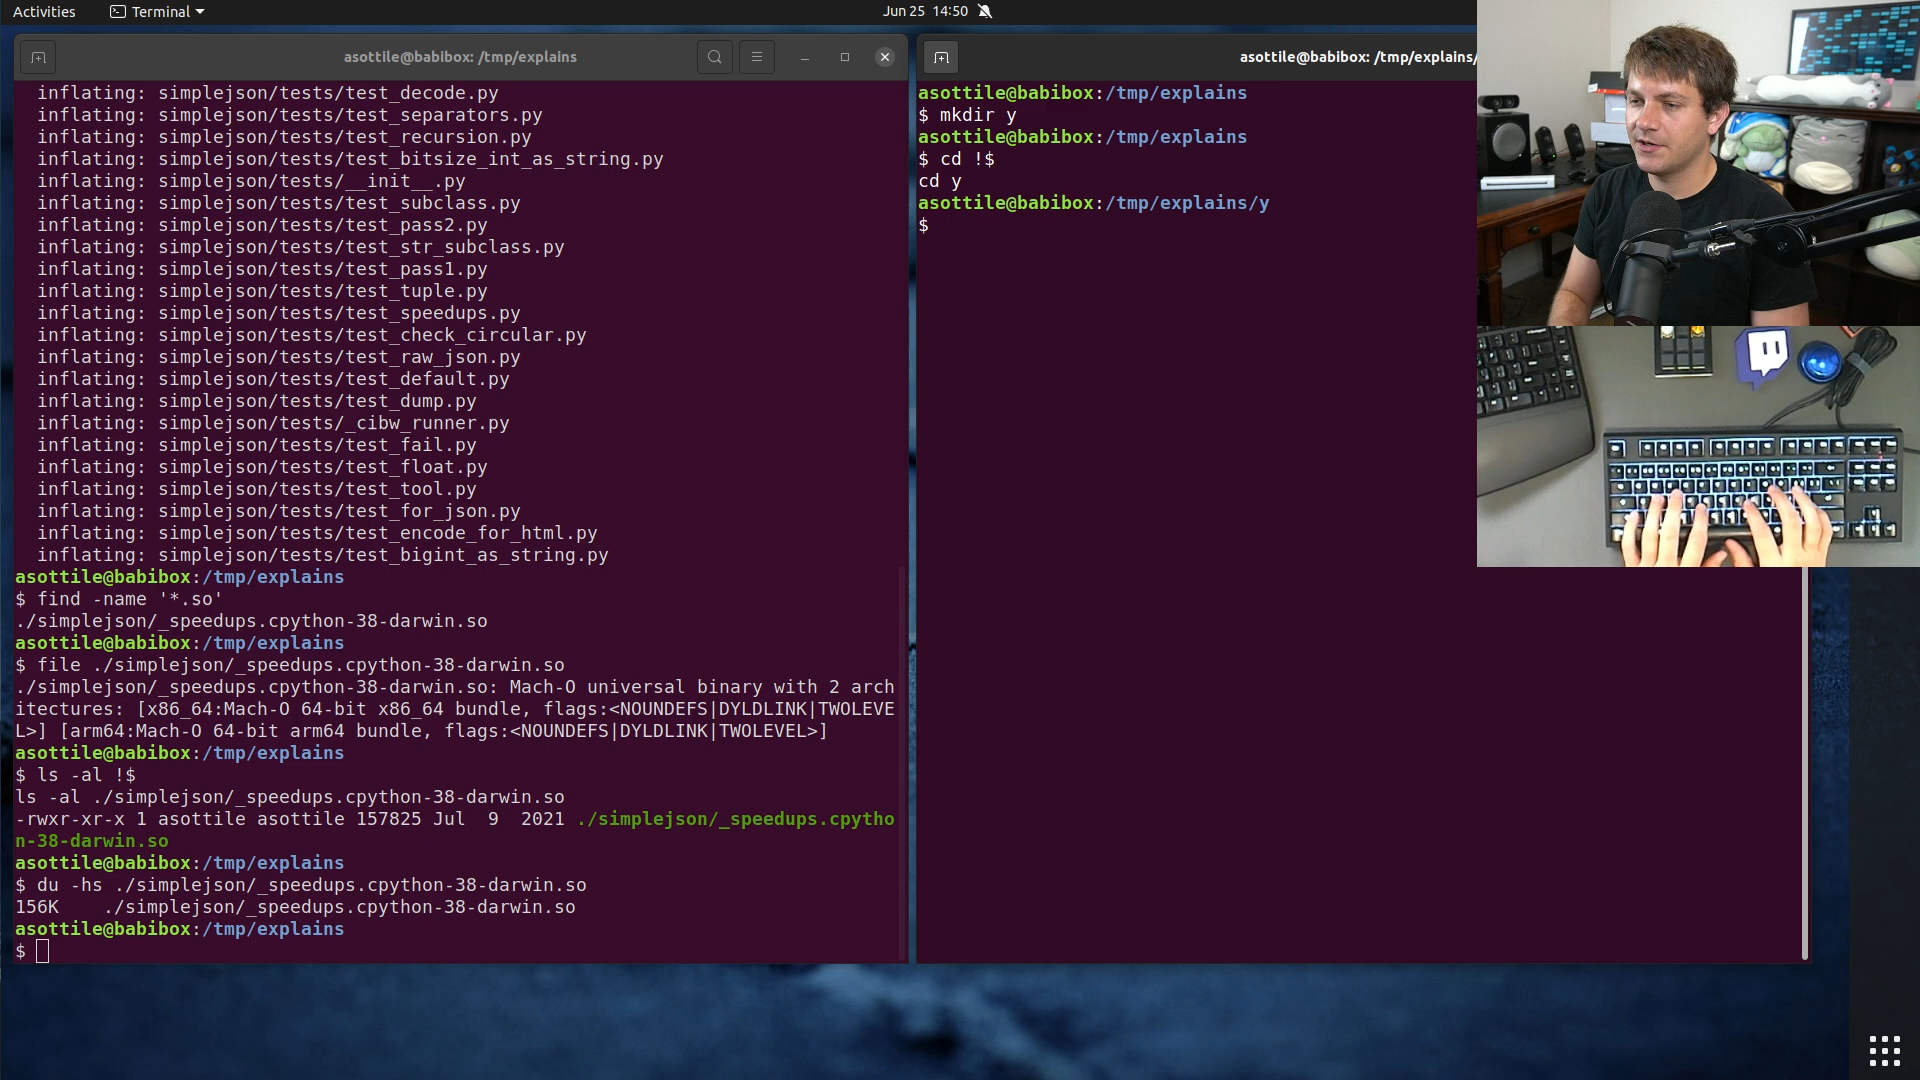 Activities
Terminal
Jun 25 14:50
asottile@babibox: /tmp/explains
inflating: simplejson/tests/test_decode.py
inflating: simplejson/tests/test_separators.py
inflating: simplejson/tests/test_recursion.py
inflating: simplejson/tests/test_bitsize_int_as_string.py
inflating: simplejson/tests/__init__.py
inflating: simplejson/tests/test_subclass.py
inflating: simplejson/tests/test_pass2.py
inflating: simplejson/tests/test_str_subclass.py
inflating: simplejson/tests/test_pass1.py
inflating: simplejson/tests/test_tuple.py
inflating: simplejson/tests/test_speedups.py
inflating: simplejson/tests/test_check_circular.py
inflating: simplejson/tests/test_raw_json.py
inflating: simplejson/tests/test_default.py
inflating: simplejson/tests/test_dump.py
inflating: simplejson/tests/_cibw_runner.py
inflating: simplejson/tests/test_fail.py
inflating: simplejson/tests/test_float.py
inflating: simplejson/tests/test_tool.py
inflating: simplejson/tests/test_for_json.py
inflating: simplejson/tests/test_encode_for_html.py
inflating: simplejson/tests/test_bigint_as_string.py
asottile@babibox:/tmp/explains
$ find -name '*.so'
./simplejson/_speedups.cpython-38-darwin.so
asottile@babibox:/tmp/explains
$ file ./simplejson/_speedups.cpython-38-darwin.so
./simplejson/_speedups.cpython-38-darwin.so: Mach-O universal binary with 2 arch
itectures: [x86_64:Mach-O 64-bit x86_64 bundle, flags:<NOUNDEFS|DYLDLINK|TWOLEVE
L>] [arm64:Mach-O 64-bit arm64 bundle, flags:<NOUNDEFS|DYLDLINK|TWOLEVEL>]
asottile@babibox:/tmp/explains
$ ls -al !$
ls -al ./simplejson/_speedups.cpython-38-darwin.so
-rwxr-xr-x 1 asottile asottile 157825 Jul  9  2021 ./simplejson/_speedups.cpytho
n-38-darwin.so
asottile@babibox:/tmp/explains
$ du -hs ./simplejson/_speedups.cpython-38-darwin.so
156K    ./simplejson/_speedups.cpython-38-darwin.so
asottile@babibox:/tmp/explains
$
asottile@babibox: /tmp/explains/
asottile@babibox:/tmp/explains
$ mkdir y
asottile@babibox:/tmp/explains
$ cd !$
cd y
asottile@babibox:/tmp/explains/y
$